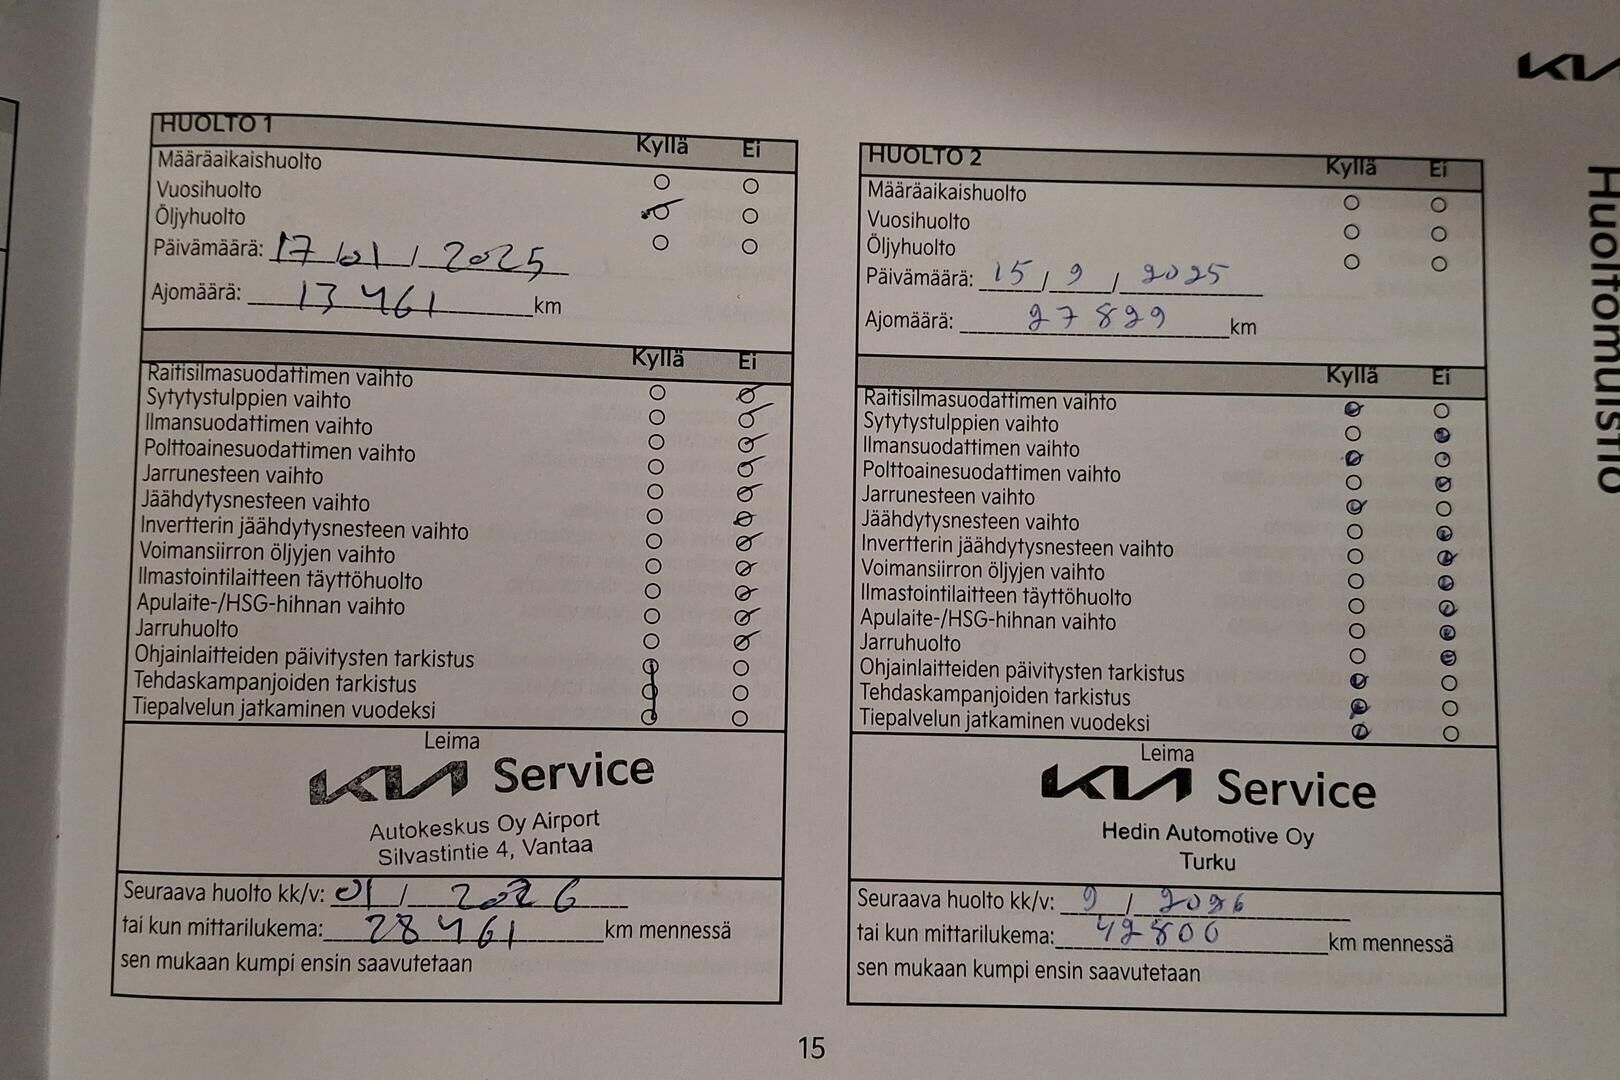 KIA
Huoltomuistio
HUOLTO 1
Kyllä Ei
Määräaikaishuolto
Vuosihuolto
Öljyhuolto
Päivämäärä: 17/01/2025
Ajomäärä: 13 461 km
Kyllä Ei
Raitisilmasuodattimen vaihto
Sytytystulppien vaihto
Ilmansuodattimen vaihto
Polttoainesuodattimen vaihto
Jarrunesteen vaihto
Jäähdytysnesteen vaihto
Invertterin jäähdytysnesteen vaihto
Voimansiirron öljyjen vaihto
Ilmastointilaitteen täyttöhuolto
Apulaite-/HSG-hihnan vaihto
Jarruhuolto
Ohjainlaitteiden päivitysten tarkistus
Tehdaskampanjoiden tarkistus
Tiepalvelun jatkaminen vuodeksi
Leima
KIA Service
Autokeskus Oy Airport
Silvastintie 4, Vantaa
Seuraava huolto kk/v: 01/2026
tai kun mittarilukema: 28 461 km mennessä
sen mukaan kumpi ensin saavutetaan
HUOLTO 2
Kyllä Ei
Määräaikaishuolto
Vuosihuolto
Öljyhuolto
Päivämäärä: 15/9/2025
Ajomäärä: 27829 km
Kyllä Ei
Raitisilmasuodattimen vaihto
Sytytystulppien vaihto
Ilmansuodattimen vaihto
Polttoainesuodattimen vaihto
Jarrunesteen vaihto
Jäähdytysnesteen vaihto
Invertterin jäähdytysnesteen vaihto
Voimansiirron öljyjen vaihto
Ilmastointilaitteen täyttöhuolto
Apulaite-/HSG-hihnan vaihto
Jarruhuolto
Ohjainlaitteiden päivitysten tarkistus
Tehdaskampanjoiden tarkistus
Tiepalvelun jatkaminen vuodeksi
Leima
KIA Service
Hedin Automotive Oy
Turku
Seuraava huolto kk/v: 9/2026
tai kun mittarilukema: 42800 km mennessä
sen mukaan kumpi ensin saavutetaan
15